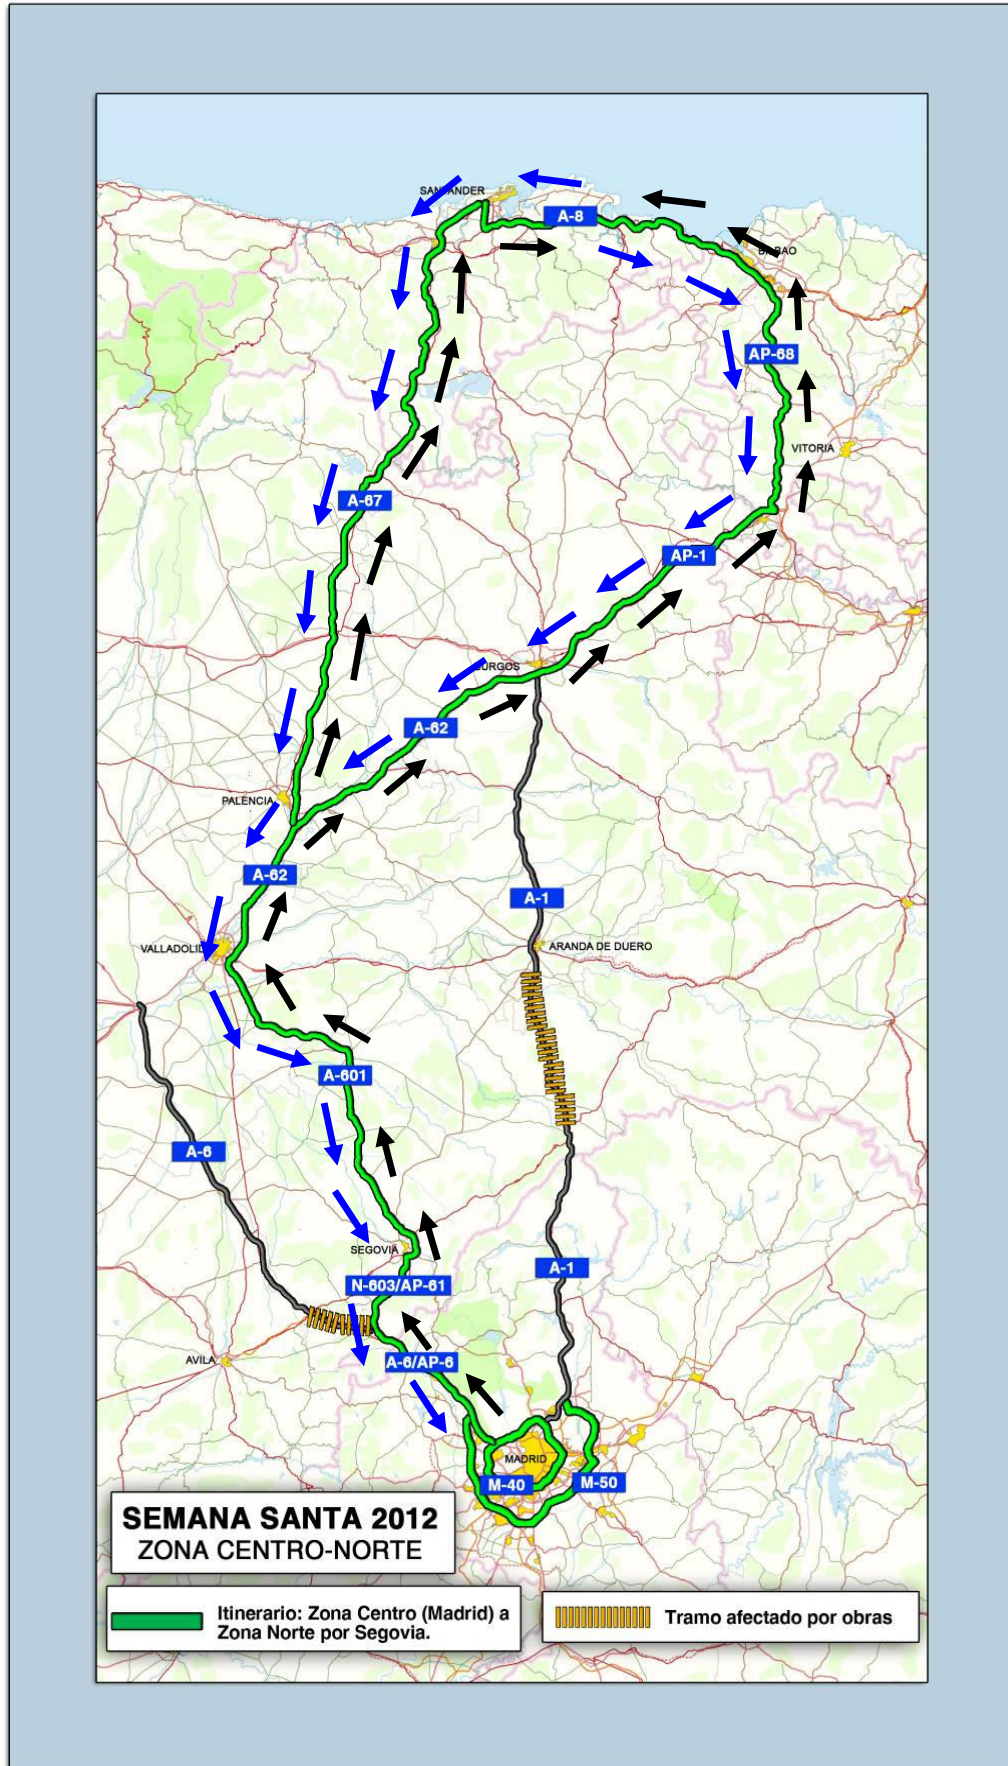 SANTANDER
A-8
BILBAO
AP-68
VITORIA
A-67
AP-1
BURGOS
A-62
PALENCIA
A-62
A-1
VALLADOLID
ARANDA DE DUERO
A-601
A-6
SEGOVIA
A-1
N-603/AP-61
AVILA
A-6/AP-6
MADRID
M-40
M-50
SEMANA SANTA 2012
ZONA CENTRO-NORTE
Itinerario: Zona Centro (Madrid) a
Zona Norte por Segovia.
Tramo afectado por obras